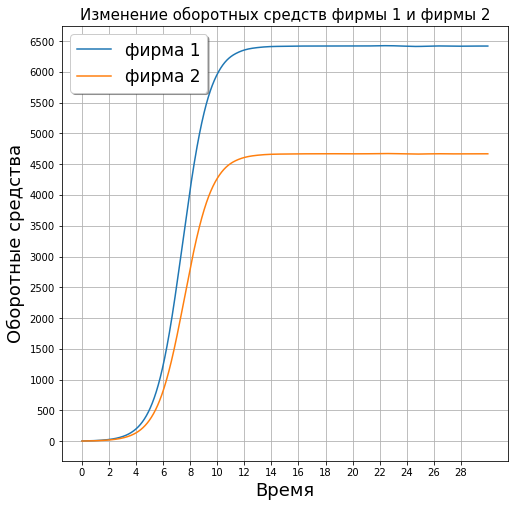 Изменение оборотных средств фирмы 1 и фирмы 2
фирма 1
фирма 2
Оборотные средства
6500
6000
5500
5000
4500
4000
3500
3000
2500
2000
1500
1000
500
0
0 2 4 6 8 10 12 14 16 18 20 22 24 26 28
Время